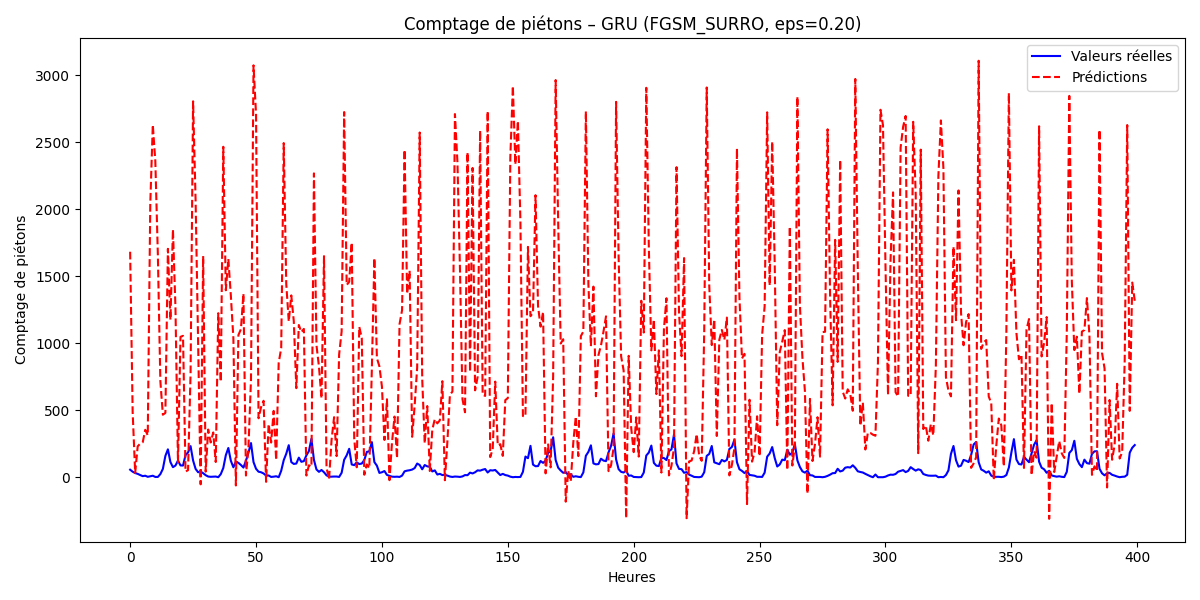 Comptage de piétons – GRU (FGSM_SURRO, eps=0.20)
Valeurs réelles
Prédictions
Comptage de piétons
3000
2500
2000
1500
1000
500
0
0 50 100 150 200 250 300 350 400
Heures